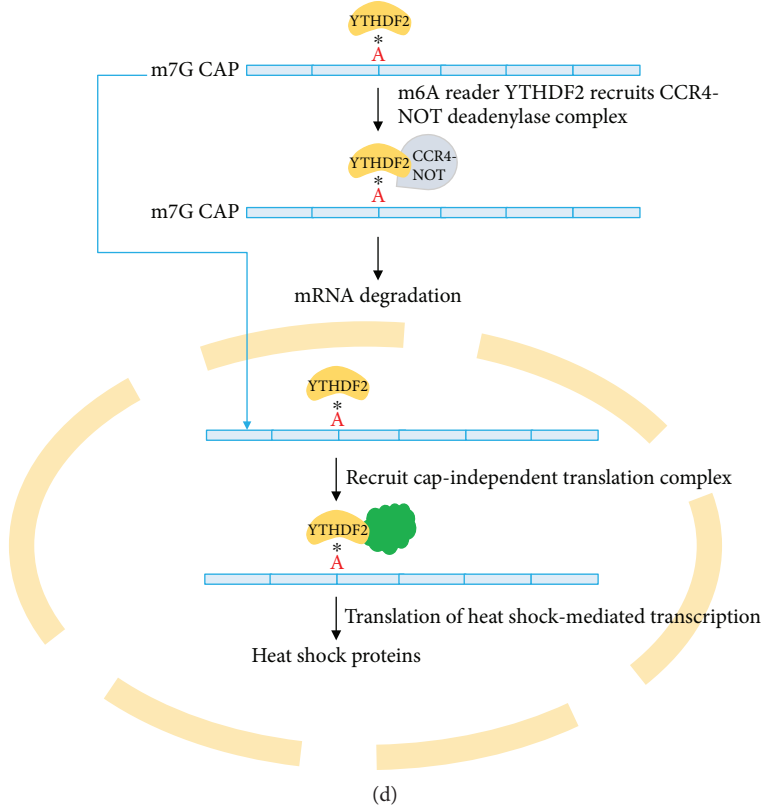 YTHDF2
*
A
m7G CAP
m6A reader YTHDF2 recruits CCR4-
NOT deadenylase complex
YTHDF2
CCR4-
NOT
*
A
m7G CAP
mRNA degradation
YTHDF2
*
A
Recruit cap-independent translation complex
YTHDF2
*
A
Translation of heat shock-mediated transcription
Heat shock proteins
(d)